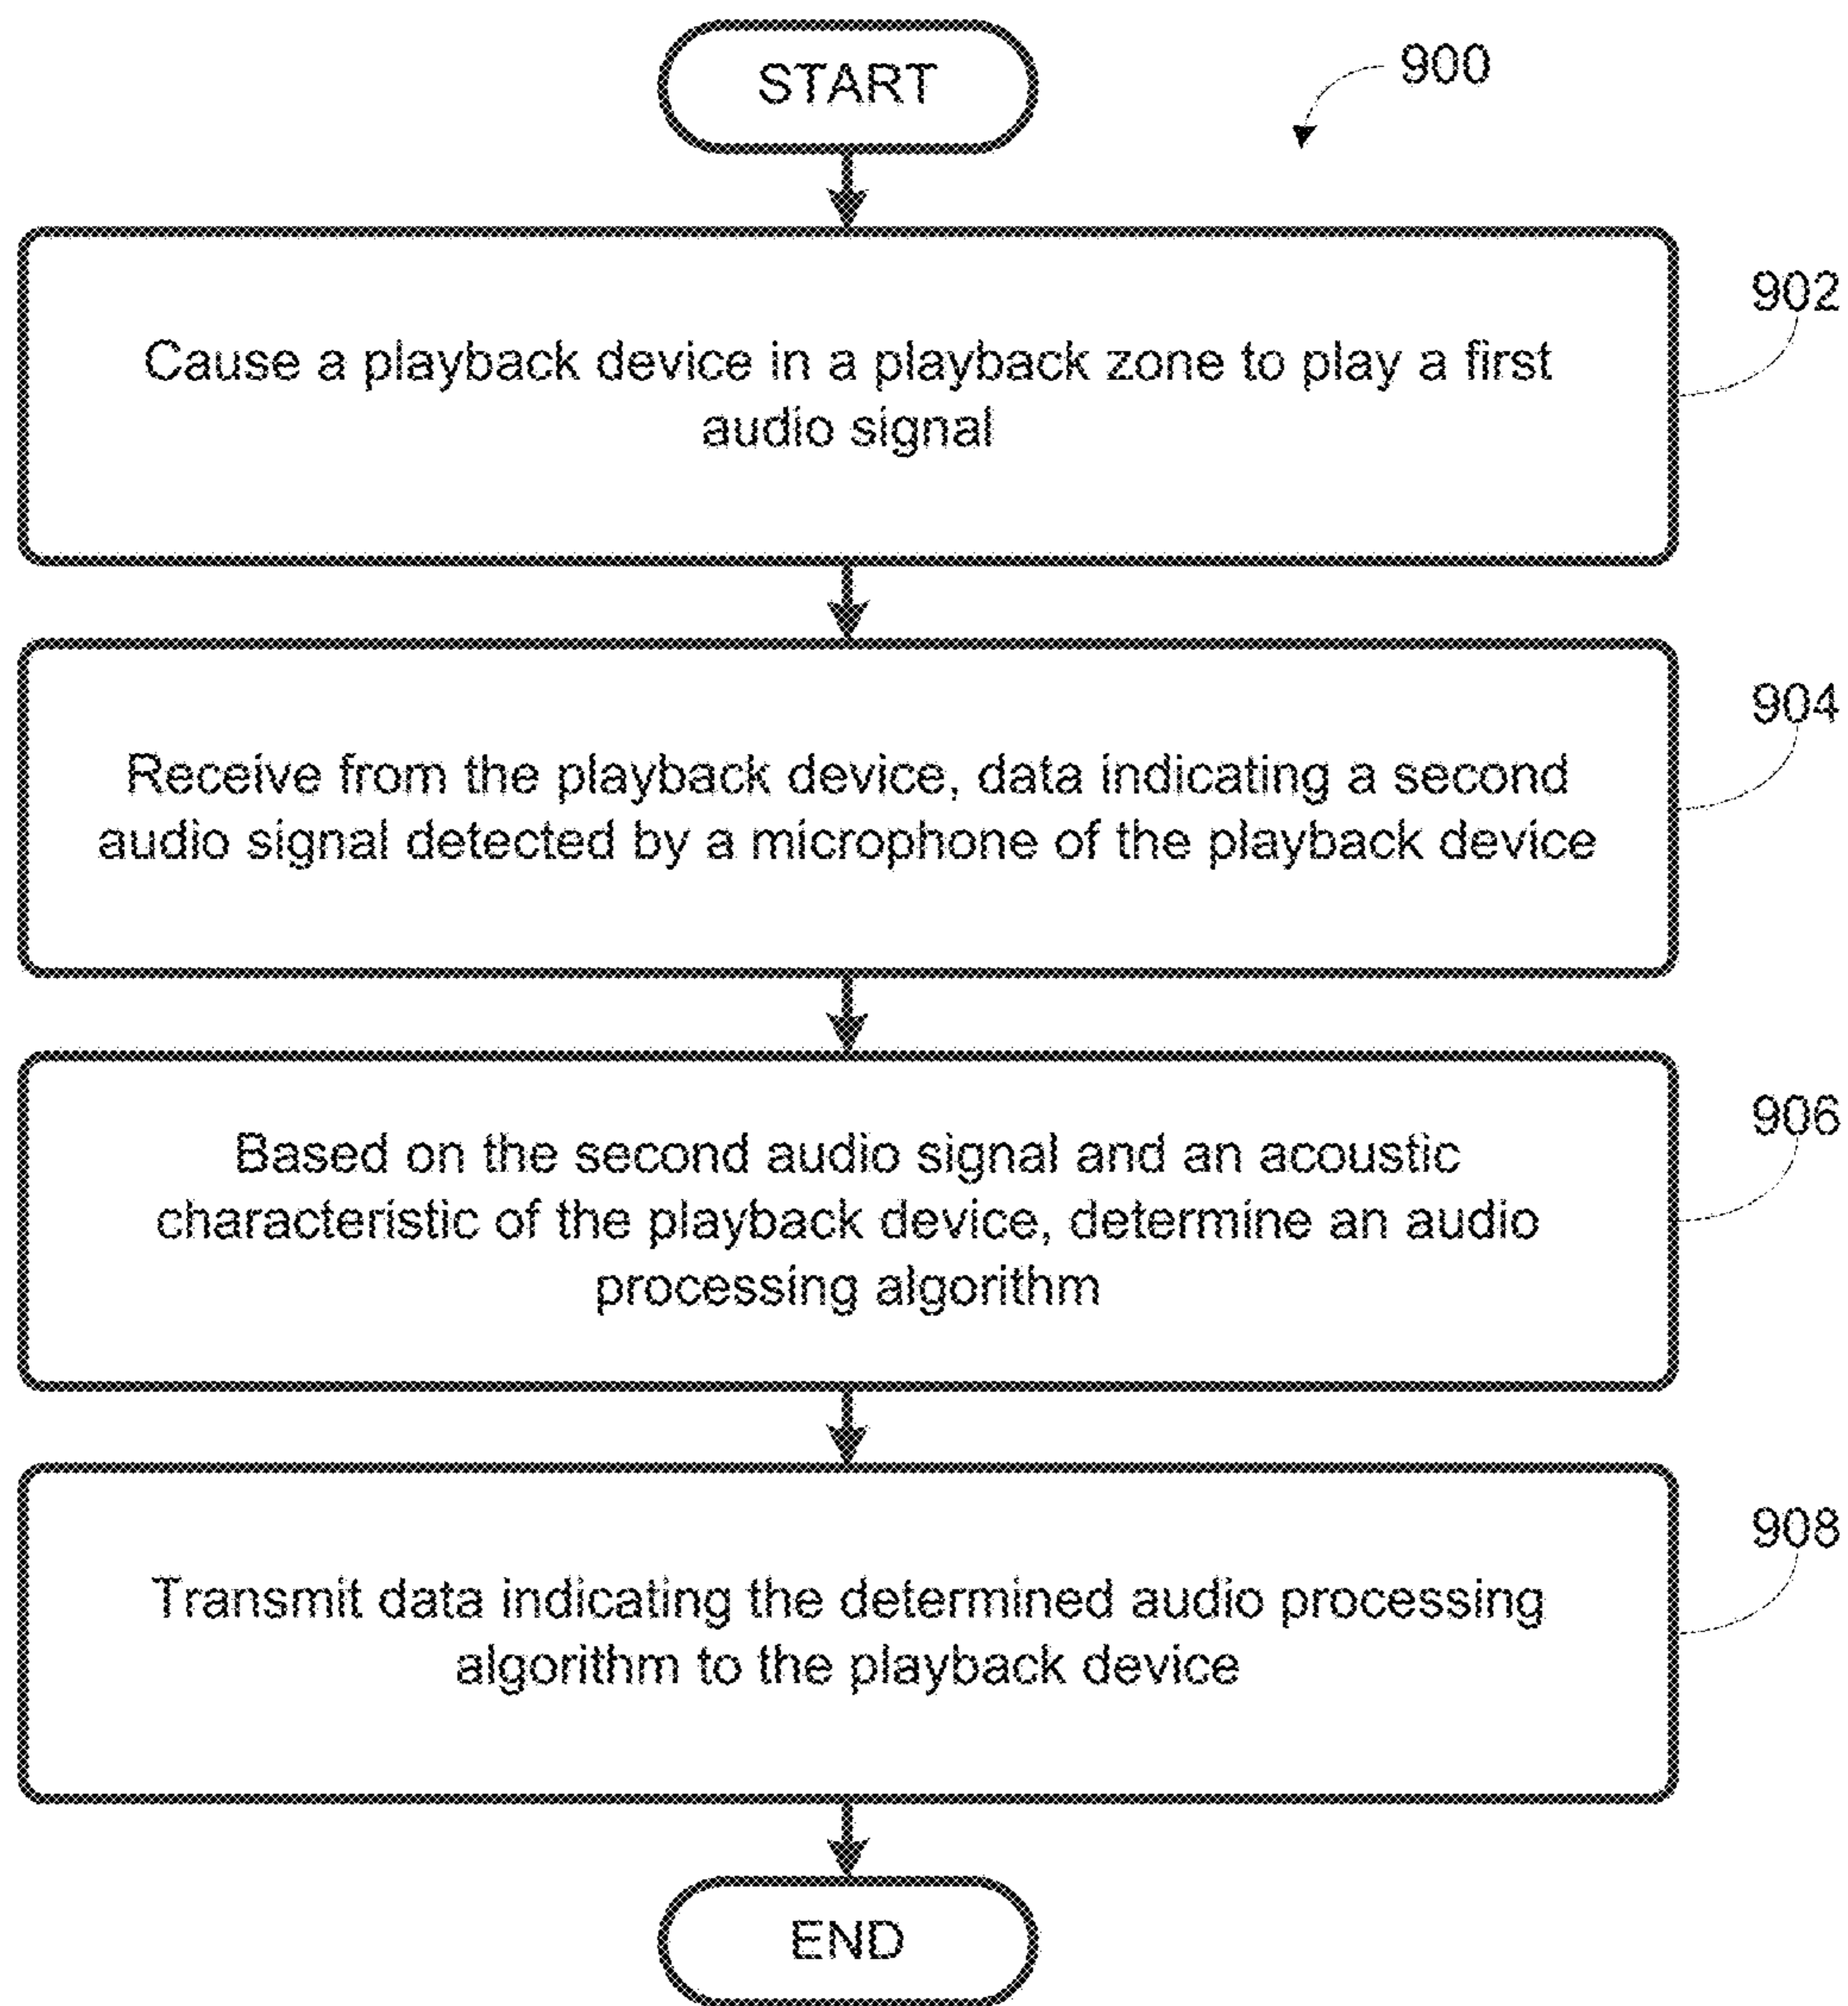 START
900
Cause a playback device in a playback zone to play a first
audio signal
902
Receive from the playback device, data indicating a second
audio signal detected by a microphone of the playback device
904
Based on the second audio signal and an acoustic
characteristic of the playback device, determine an audio
processing algorithm
906
Transmit data indicating the determined audio processing
algorithm to the playback device
908
END